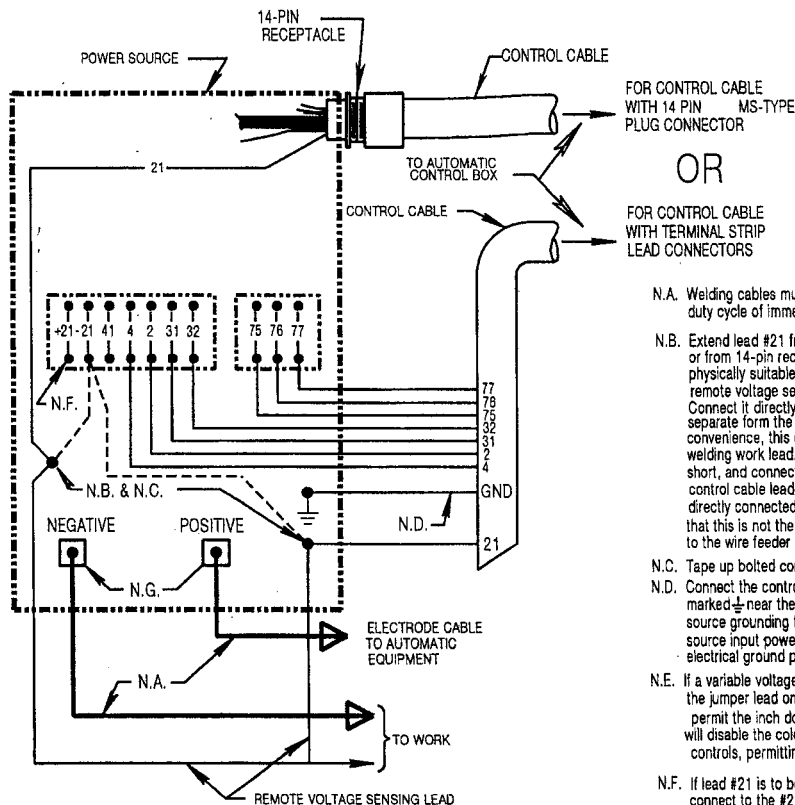 14-PIN
RECEPTACLE
POWER SOURCE
CONTROL CABLE
FOR CONTROL CABLE
WITH 14 PIN MS-TYPE
PLUG CONNECTOR
21
TO AUTOMATIC
CONTROL BOX
OR
CONTROL CABLE
FOR CONTROL CABLE
WITH TERMINAL STRIP
LEAD CONNECTORS
+21 -21 41 4 2 31 32
75 76 77
N.F.
77
76
75
32
31
2
4
GND
21
N.B. & N.C.
N.D.
NEGATIVE
POSITIVE
N.G.
ELECTRODE CABLE
TO AUTOMATIC
EQUIPMENT
N.A.
TO WORK
REMOTE VOLTAGE SENSING LEAD
N.A. Welding cables mu
duty cycle of imme
N.B. Extend lead #21 fr
or from 14-pin rec
physically suitable
remote voltage se
Connect it directly
separate form the
convenience, this
welding work lead.
short, and connect
control cable lead
directly connected
that this is not the
to the wire feeder
N.C. Tape up bolted con
N.D. Connect the contro
marked ⏚ near the
source grounding t
source input powe
electrical ground p
N.E. If a variable voltage
the jumper lead on
permit the inch do
will disable the col
controls, permittin
N.F. If lead #21 is to be
connect to the #2